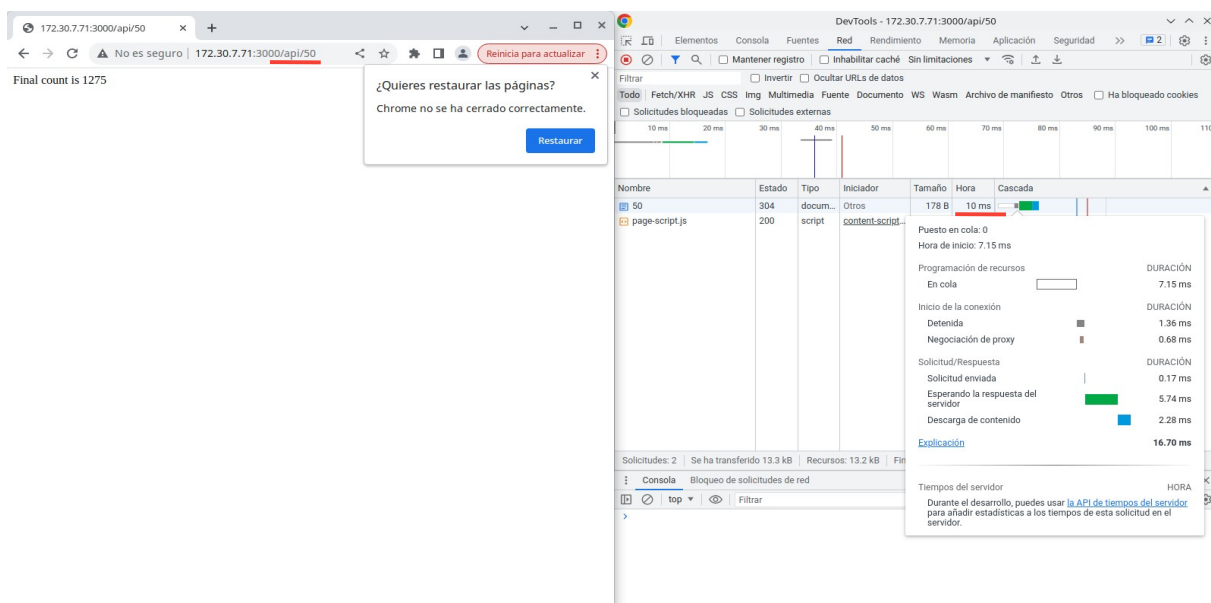 172.30.7.71:3000/api/50
No es seguro | 172.30.7.71:3000/api/50
Reinicia para actualizar
Final count is 1275
¿Quieres restaurar las páginas?
Chrome no se ha cerrado correctamente.
Restaurar
DevTools - 172.30.7.71:3000/api/50
Elementos Consola Fuentes Red Rendimiento Memoria Aplicación Seguridad >> 2
Mantener registro Inhabilitar caché Sin limitaciones
Filtrar Invertir Ocultar URLs de datos
Todo Fetch/XHR JS CSS Img Multimedia Fuente Documento WS Wasm Archivo de manifiesto Otros Ha bloqueado cookies
Solicitudes bloqueadas Solicitudes externas
10 ms 20 ms 30 ms 40 ms 50 ms 60 ms 70 ms 80 ms 90 ms 100 ms 110
Nombre Estado Tipo Iniciador Tamaño Hora Cascada
50 304 docum... Otros 178 B 10 ms
page-script.js 200 script content-script...
Puesto en cola: 0
Hora de inicio: 7.15 ms
Programación de recursos DURACIÓN
En cola 7.15 ms
Inicio de la conexión DURACIÓN
Detenida 1.36 ms
Negociación de proxy 0.68 ms
Solicitud/Respuesta DURACIÓN
Solicitud enviada 0.17 ms
Esperando la respuesta del
servidor 5.74 ms
Descarga de contenido 2.28 ms
Explicación 16.70 ms
Tiempos del servidor HORA
Durante el desarrollo, puedes usar la API de tiempos del servidor
para añadir estadísticas a los tiempos de esta solicitud en el
servidor.
Solicitudes: 2 Se ha transferido 13.3 kB Recursos: 13.2 kB Fin
Consola Bloqueo de solicitudes de red
top Filtrar